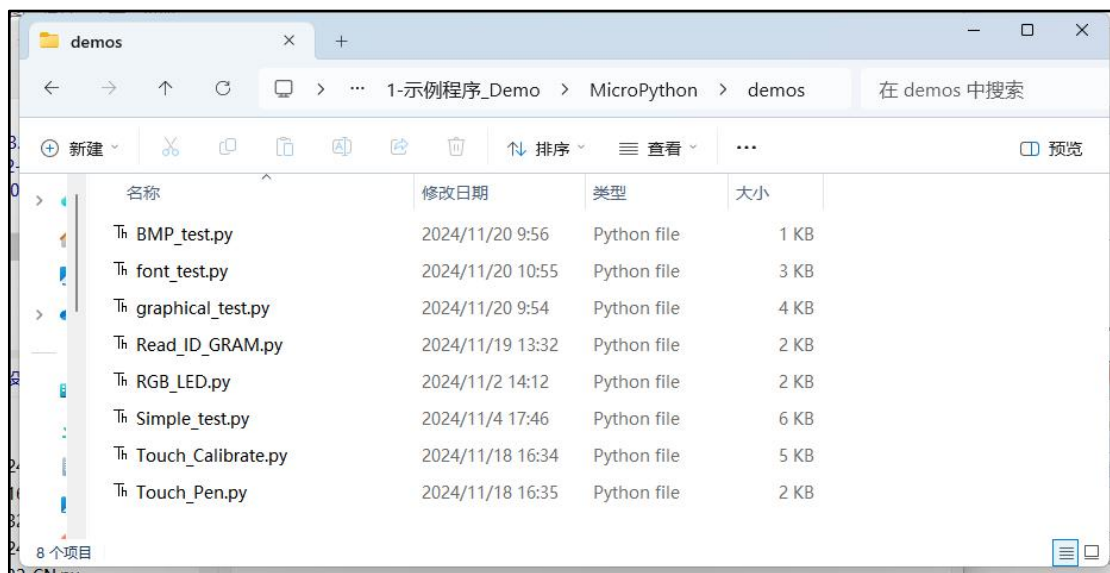 demos
… 1-示例程序_Demo > MicroPython > demos 在 demos 中搜索
新建 排序 查看 … 预览
名称 修改日期 类型 大小
BMP_test.py 2024/11/20 9:56 Python file 1 KB
font_test.py 2024/11/20 10:55 Python file 3 KB
graphical_test.py 2024/11/20 9:54 Python file 4 KB
Read_ID_GRAM.py 2024/11/19 13:32 Python file 2 KB
RGB_LED.py 2024/11/2 14:12 Python file 2 KB
Simple_test.py 2024/11/4 17:46 Python file 6 KB
Touch_Calibrate.py 2024/11/18 16:34 Python file 5 KB
Touch_Pen.py 2024/11/18 16:35 Python file 2 KB
8 个项目